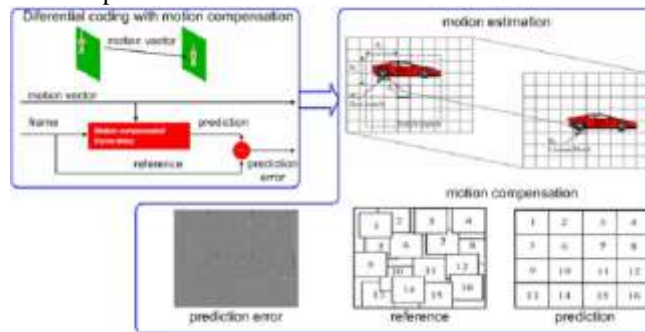 Diferential coding with motion compensation
motion vector
motion vector
frame
prediction
reference
prediction
error
motion estimation
motion compensation
1 2 3 4
5 6 7 8
9 10 11 12
13 14 15 16
prediction error
reference
1 2 3 4
5 6 7 8
9 10 11 12
13 14 15 16
prediction